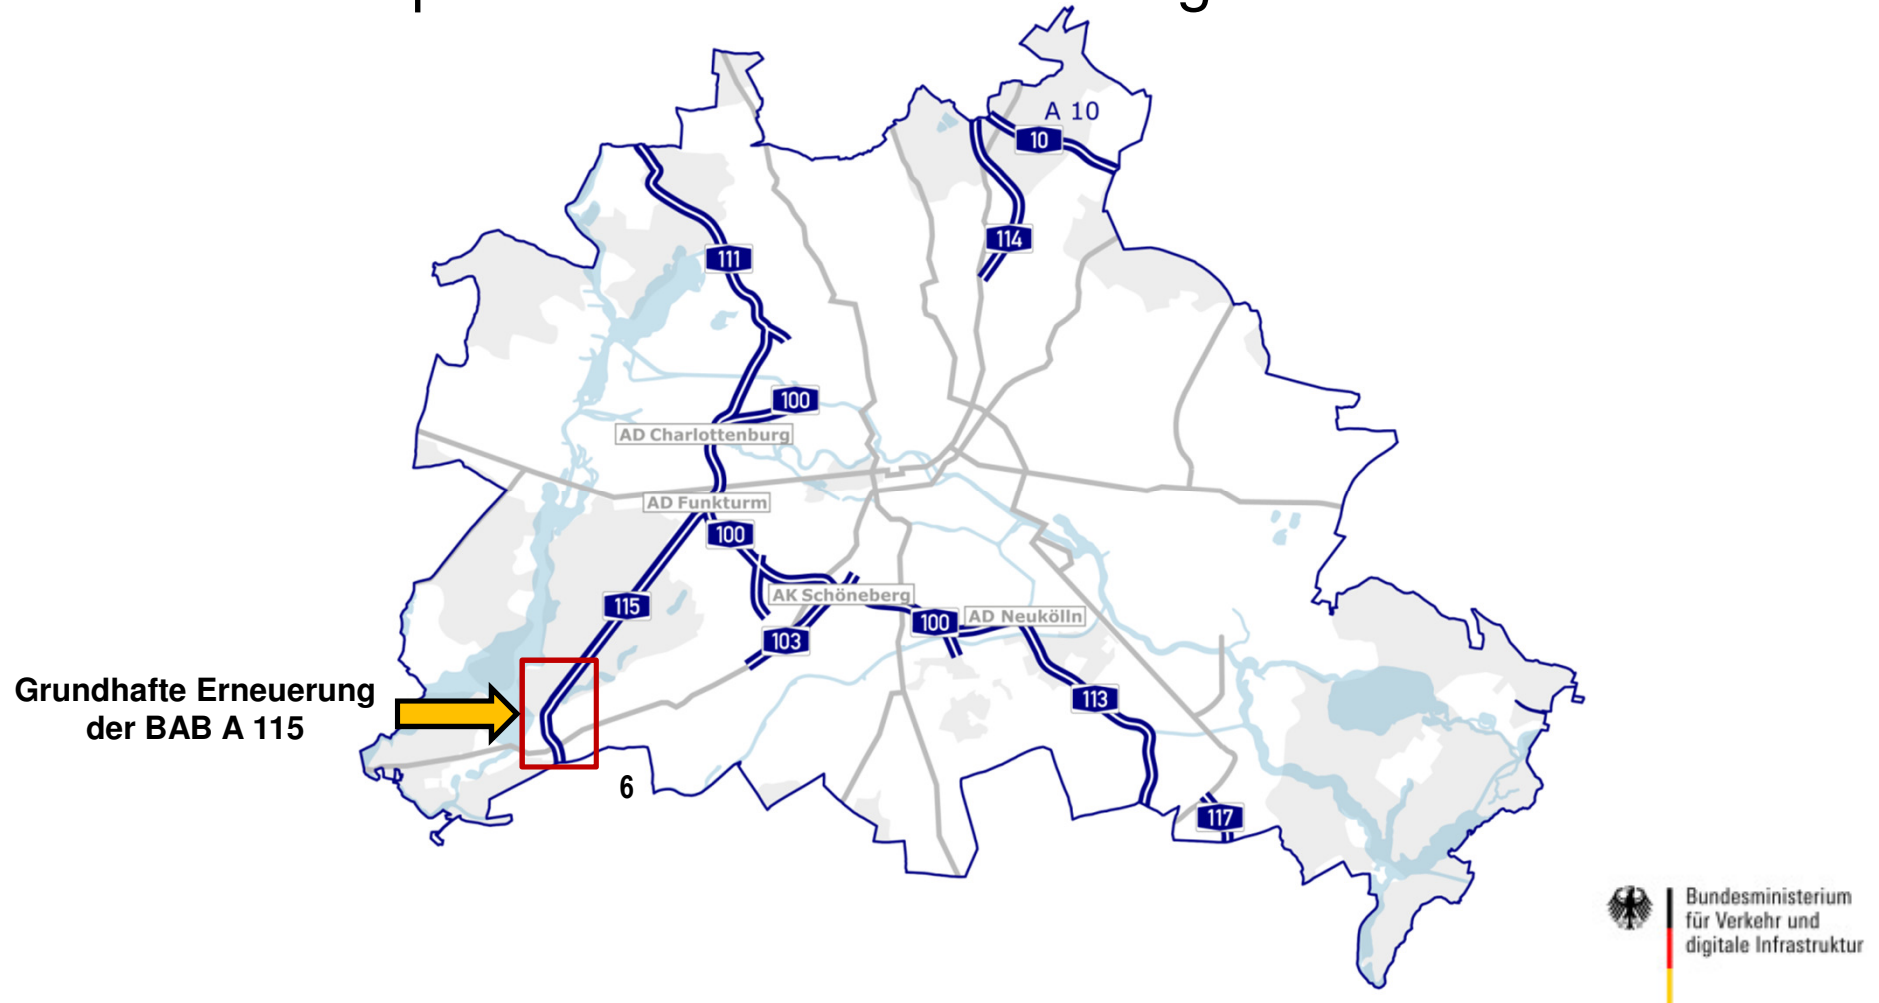 A 10
10
114
111
100
AD Charlottenburg
AD Funkturm
100
115
AK Schöneberg
103
100
AD Neukölln
113
117
Grundhafte Erneuerung
der BAB A 115
6
Bundesministerium
für Verkehr und
digitale Infrastruktur